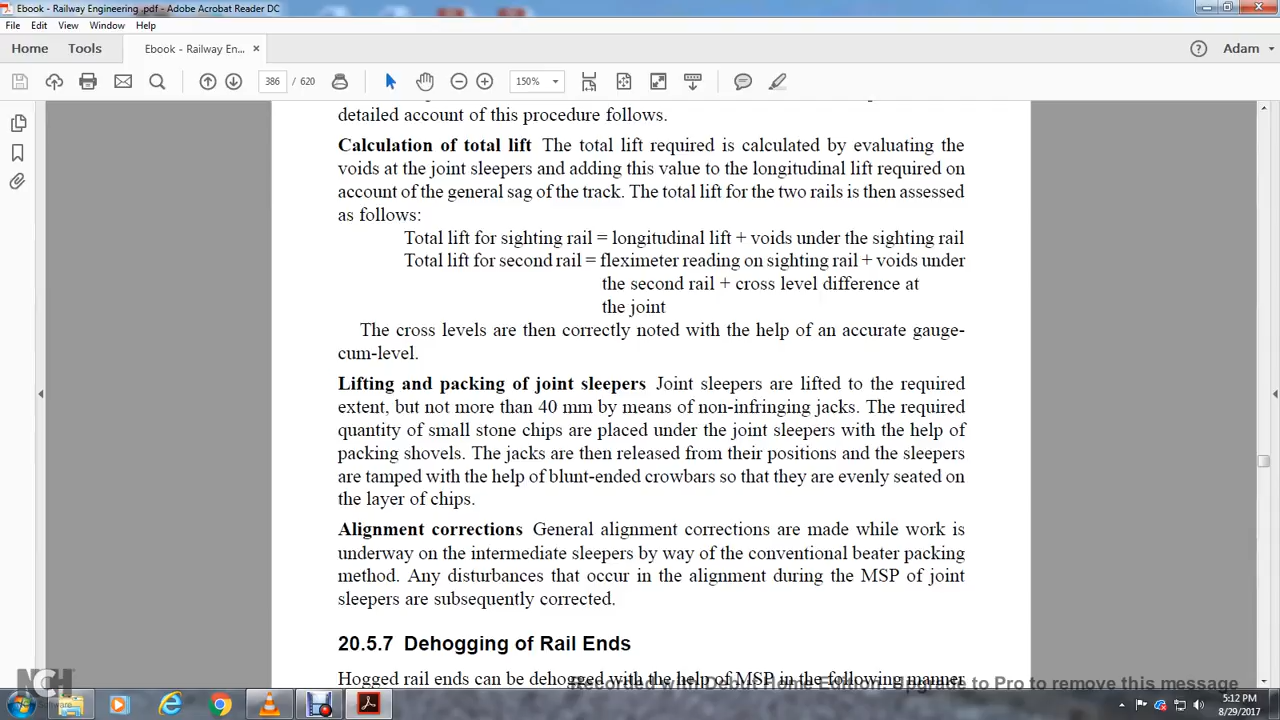 Ebook - Railway Engineering .pdf - Adobe Acrobat Reader DC
File Edit View Window Help
Home Tools Ebook - Railway En... × Adam
386 / 620 150%
detailed account of this procedure follows.
Calculation of total lift The total lift required is calculated by evaluating the
voids at the joint sleepers and adding this value to the longitudinal lift required on
account of the general sag of the track. The total lift for the two rails is then assessed
as follows:
Total lift for sighting rail = longitudinal lift + voids under the sighting rail
Total lift for second rail = fleximeter reading on sighting rail + voids under
the second rail + cross level difference at
the joint
The cross levels are then correctly noted with the help of an accurate gauge-
cum-level.
Lifting and packing of joint sleepers Joint sleepers are lifted to the required
extent, but not more than 40 mm by means of non-infringing jacks. The required
quantity of small stone chips are placed under the joint sleepers with the help of
packing shovels. The jacks are then released from their positions and the sleepers
are tamped with the help of blunt-ended crowbars so that they are evenly seated on
the layer of chips.
Alignment corrections General alignment corrections are made while work is
underway on the intermediate sleepers by way of the conventional beater packing
method. Any disturbances that occur in the alignment during the MSP of joint
sleepers are subsequently corrected.
20.5.7 Dehogging of Rail Ends
Hogged rail ends can be dehogged with the help of MSP in the following manner
Recorded with Debut Home Edition. Upgrade to Pro to remove this message
NCH
Software
5:12 PM
8/29/2017